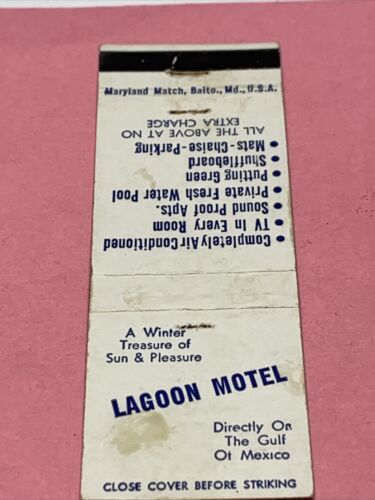 Maryland Match, Balto., Md., U.S.A.
• Completely Air Conditioned
• TV In Every Room
• Sound Proof Apts.
• Private Fresh Water Pool
• Putting Green
• Shuffleboard
• Mats-Chaise-Parking
ALL THE ABOVE AT NO
EXTRA CHARGE
A Winter
Treasure of
Sun & Pleasure
LAGOON MOTEL
Directly On
The Gulf
Of Mexico
CLOSE COVER BEFORE STRIKING